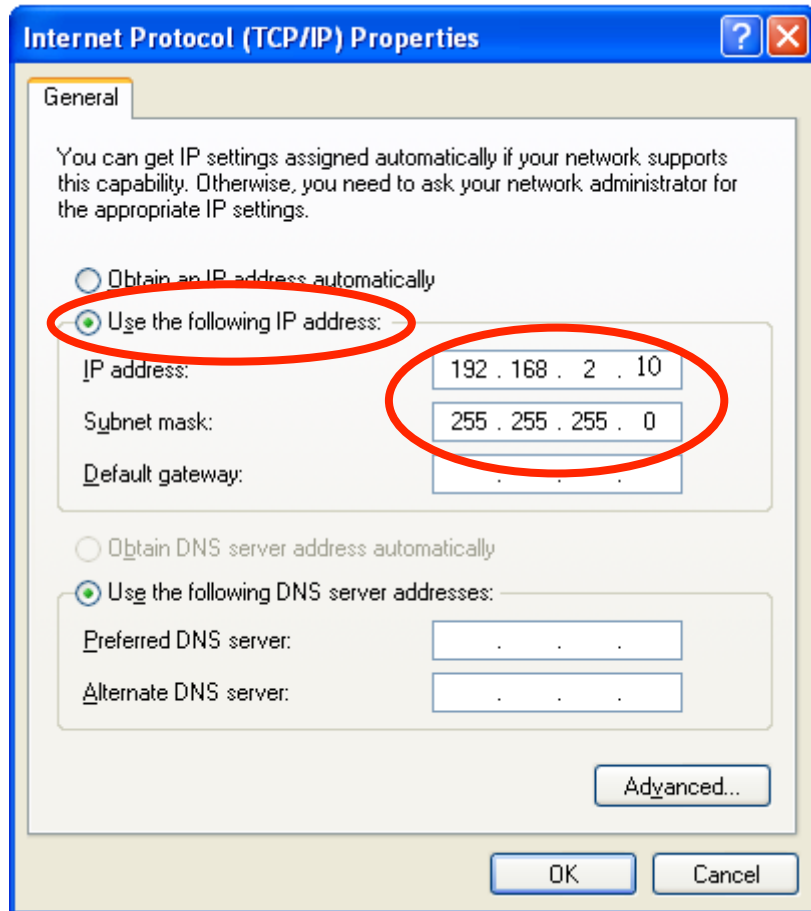 Internet Protocol (TCP/IP) Properties
General
You can get IP settings assigned automatically if your network supports
this capability. Otherwise, you need to ask your network administrator for
the appropriate IP settings.
Obtain an IP address automatically
Use the following IP address:
IP address: 192 . 168 . 2 . 10
Subnet mask: 255 . 255 . 255 . 0
Default gateway: . . .
Obtain DNS server address automatically
Use the following DNS server addresses:
Preferred DNS server: . . .
Alternate DNS server: . . .
Advanced...
OK Cancel